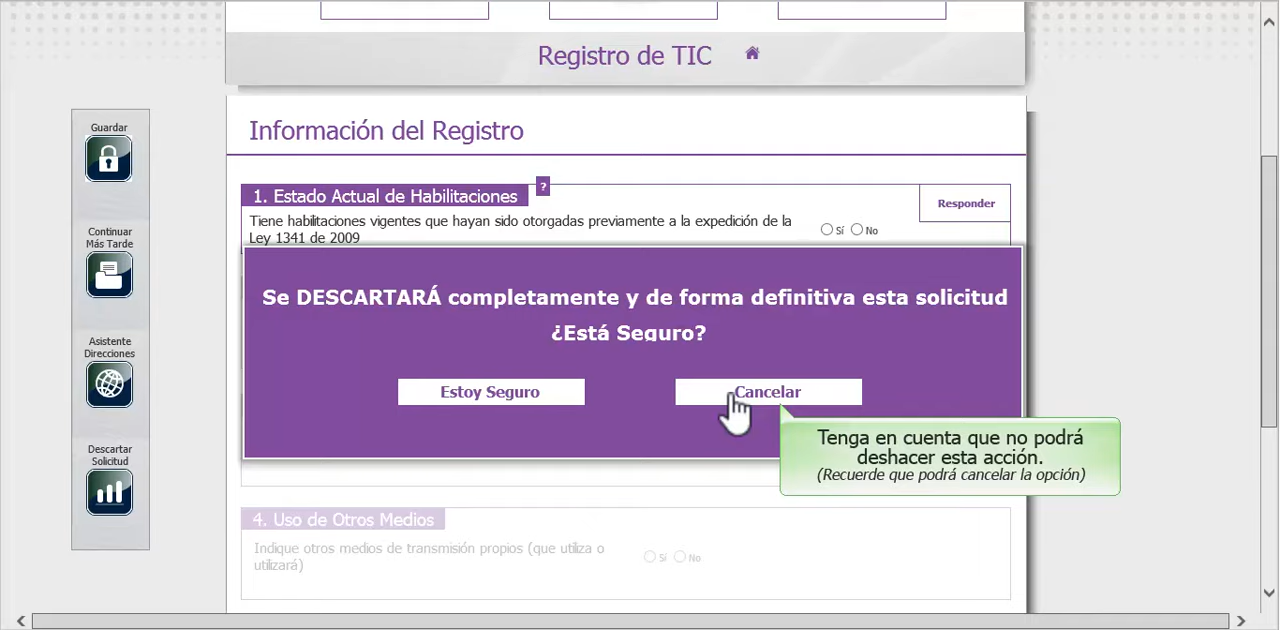 Registro de TIC
Guardar
Continuar
Más Tarde
Asistente
Direcciones
Descartar
Solicitud
Información del Registro
1. Estado Actual de Habilitaciones
?
Responder
Tiene habilitaciones vigentes que hayan sido otorgadas previamente a la expedición de la
Ley 1341 de 2009
Sí No
Se DESCARTARÁ completamente y de forma definitiva esta solicitud
¿Está Seguro?
Estoy Seguro
Cancelar
Tenga en cuenta que no podrá
deshacer esta acción.
(Recuerde que podrá cancelar la opción)
4. Uso de Otros Medios
Indique otros medios de transmisión propios (que utiliza o
utilizará)
Sí No